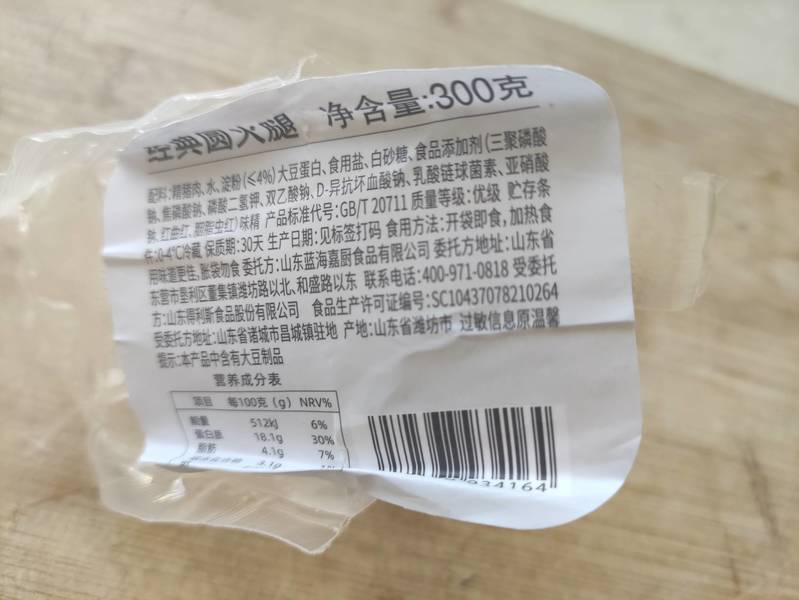 经典圆火腿 净含量:300克
配料:精猪肉、水、淀粉(≤4%)大豆蛋白、食用盐、白砂糖、食品添加剂(三聚磷酸
钠、焦磷酸钠、磷酸二氢钾、双乙酸钠、D-异抗坏血酸钠、乳酸链球菌素、亚硝酸
钠、红曲红、胭脂虫红)味精 产品标准代号:GB/T 20711 质量等级:优级 贮存条
件:0-4℃冷藏 保质期:30天 生产日期:见标签打码 食用方法:开袋即食,加热食
用味道更佳,胀袋勿食 委托方:山东蓝海嘉厨食品有限公司 委托方地址:山东省
东营市垦利区董集镇潍坊路以北、和盛路以东 联系电话:400-971-0818 受委托
方:山东得利斯食品股份有限公司 食品生产许可证编号:SC10437078210264
受委托方地址:山东省诸城市昌城镇驻地 产地:山东省潍坊市 过敏信息原温馨
提示:本产品中含有大豆制品
营养成分表
项目 每100克(g) NRV%
能量 512kJ 6%
蛋白质 18.1g 30%
脂肪 4.1g 7%
3.1g
934164